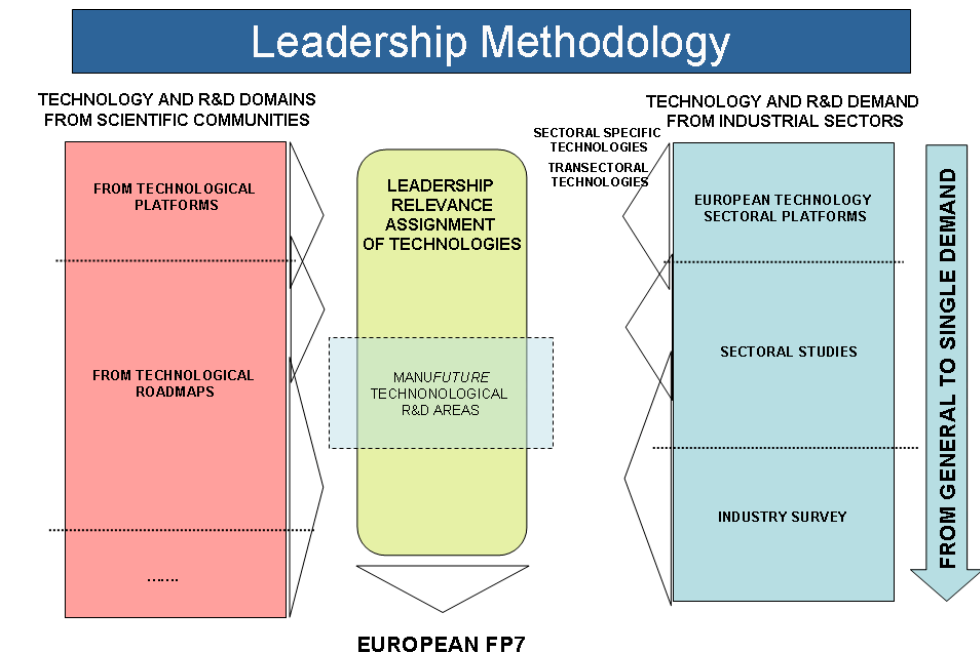 Leadership Methodology
TECHNOLOGY AND R&D DOMAINS
FROM SCIENTIFIC COMMUNITIES
FROM TECHNOLOGICAL
PLATFORMS
FROM TECHNOLOGICAL
ROADMAPS
.......
LEADERSHIP
RELEVANCE
ASSIGNMENT
OF TECHNOLOGIES
MANUFUTURE
TECHNONOLOGICAL
R&D AREAS
EUROPEAN FP7
TECHNOLOGY AND R&D DEMAND
FROM INDUSTRIAL SECTORS
SECTORAL SPECIFIC
TECHNOLOGIES
TRANSECTORAL
TECHNOLOGIES
EUROPEAN TECHNOLOGY
SECTORAL PLATFORMS
SECTORAL STUDIES
INDUSTRY SURVEY
FROM GENERAL TO SINGLE DEMAND